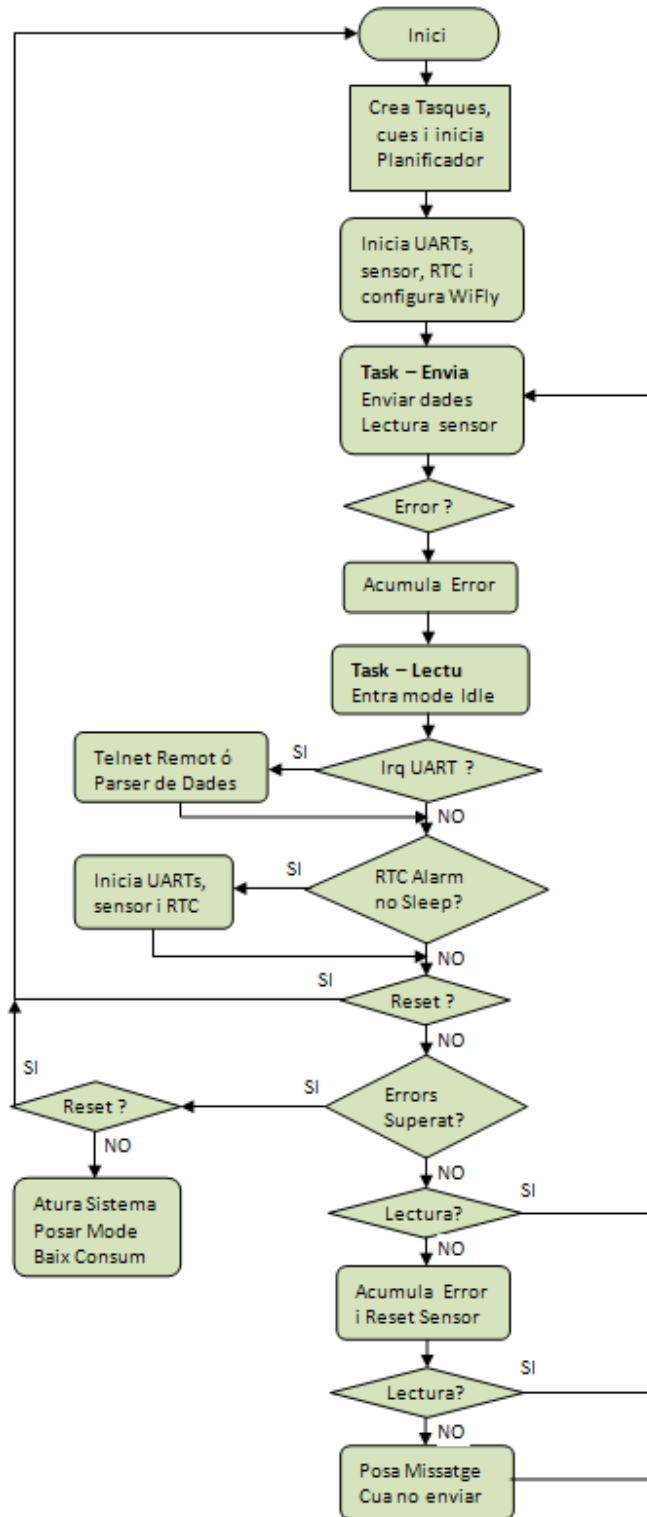 Inici
Crea Tasques,
cues i inicia
Planificador
Inicia UARTs,
sensor, RTC i
configura WiFly
Task – Envia
Enviar dades
Lectura sensor
Error ?
Acumula Error
Task – Lectu
Entra mode Idle
Irq UART ?
SI
Telnet Remot ó
Parser de Dades
NO
RTC Alarm
no Sleep?
SI
Inicia UARTs,
sensor i RTC
NO
Reset ?
SI
NO
Errors
Superat?
SI
Reset ?
SI
NO
Atura Sistema
Posar Mode
Baix Consum
NO
Lectura?
SI
NO
Acumula Error
i Reset Sensor
Lectura?
SI
NO
Posa Missatge
Cua no enviar